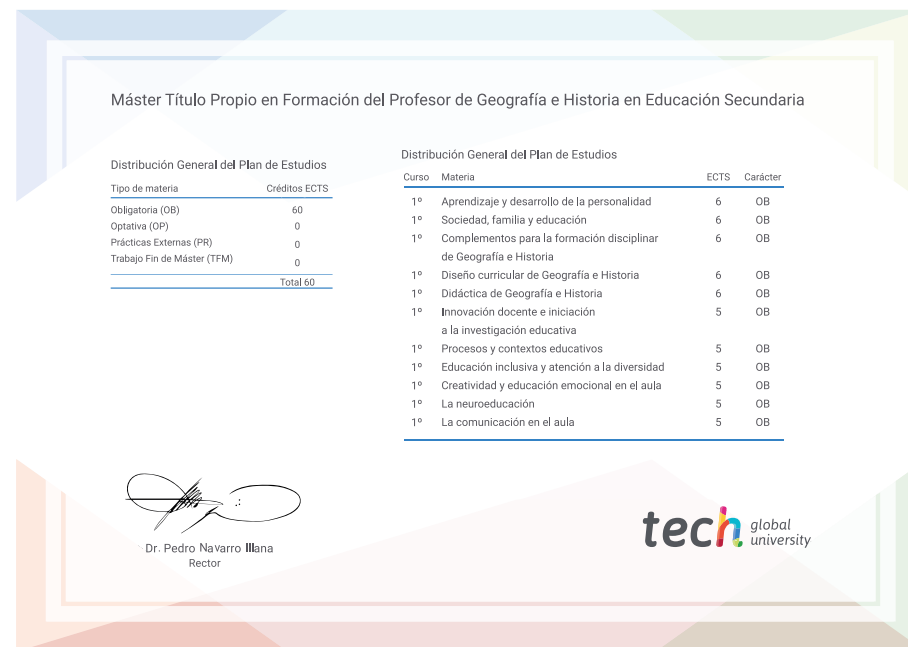 Máster Título Propio en Formación del Profesor de Geografía e Historia en Educación Secundaria
Distribución General del Plan de Estudios
Tipo de materia Créditos ECTS
Obligatoria (OB) 60
Optativa (OP) 0
Prácticas Externas (PR) 0
Trabajo Fin de Máster (TFM) 0
Total 60
Distribución General del Plan de Estudios
Curso Materia ECTS Carácter
1º Aprendizaje y desarrollo de la personalidad 6 OB
1º Sociedad, familia y educación 6 OB
1º Complementos para la formación disciplinar 6 OB
de Geografía e Historia
1º Diseño curricular de Geografía e Historia 6 OB
1º Didáctica de Geografía e Historia 6 OB
1º Innovación docente e iniciación 5 OB
a la investigación educativa
1º Procesos y contextos educativos 5 OB
1º Educación inclusiva y atención a la diversidad 5 OB
1º Creatividad y educación emocional en el aula 5 OB
1º La neuroeducación 5 OB
1º La comunicación en el aula 5 OB
Dr. Pedro Navarro Illana
Rector
tech global
university